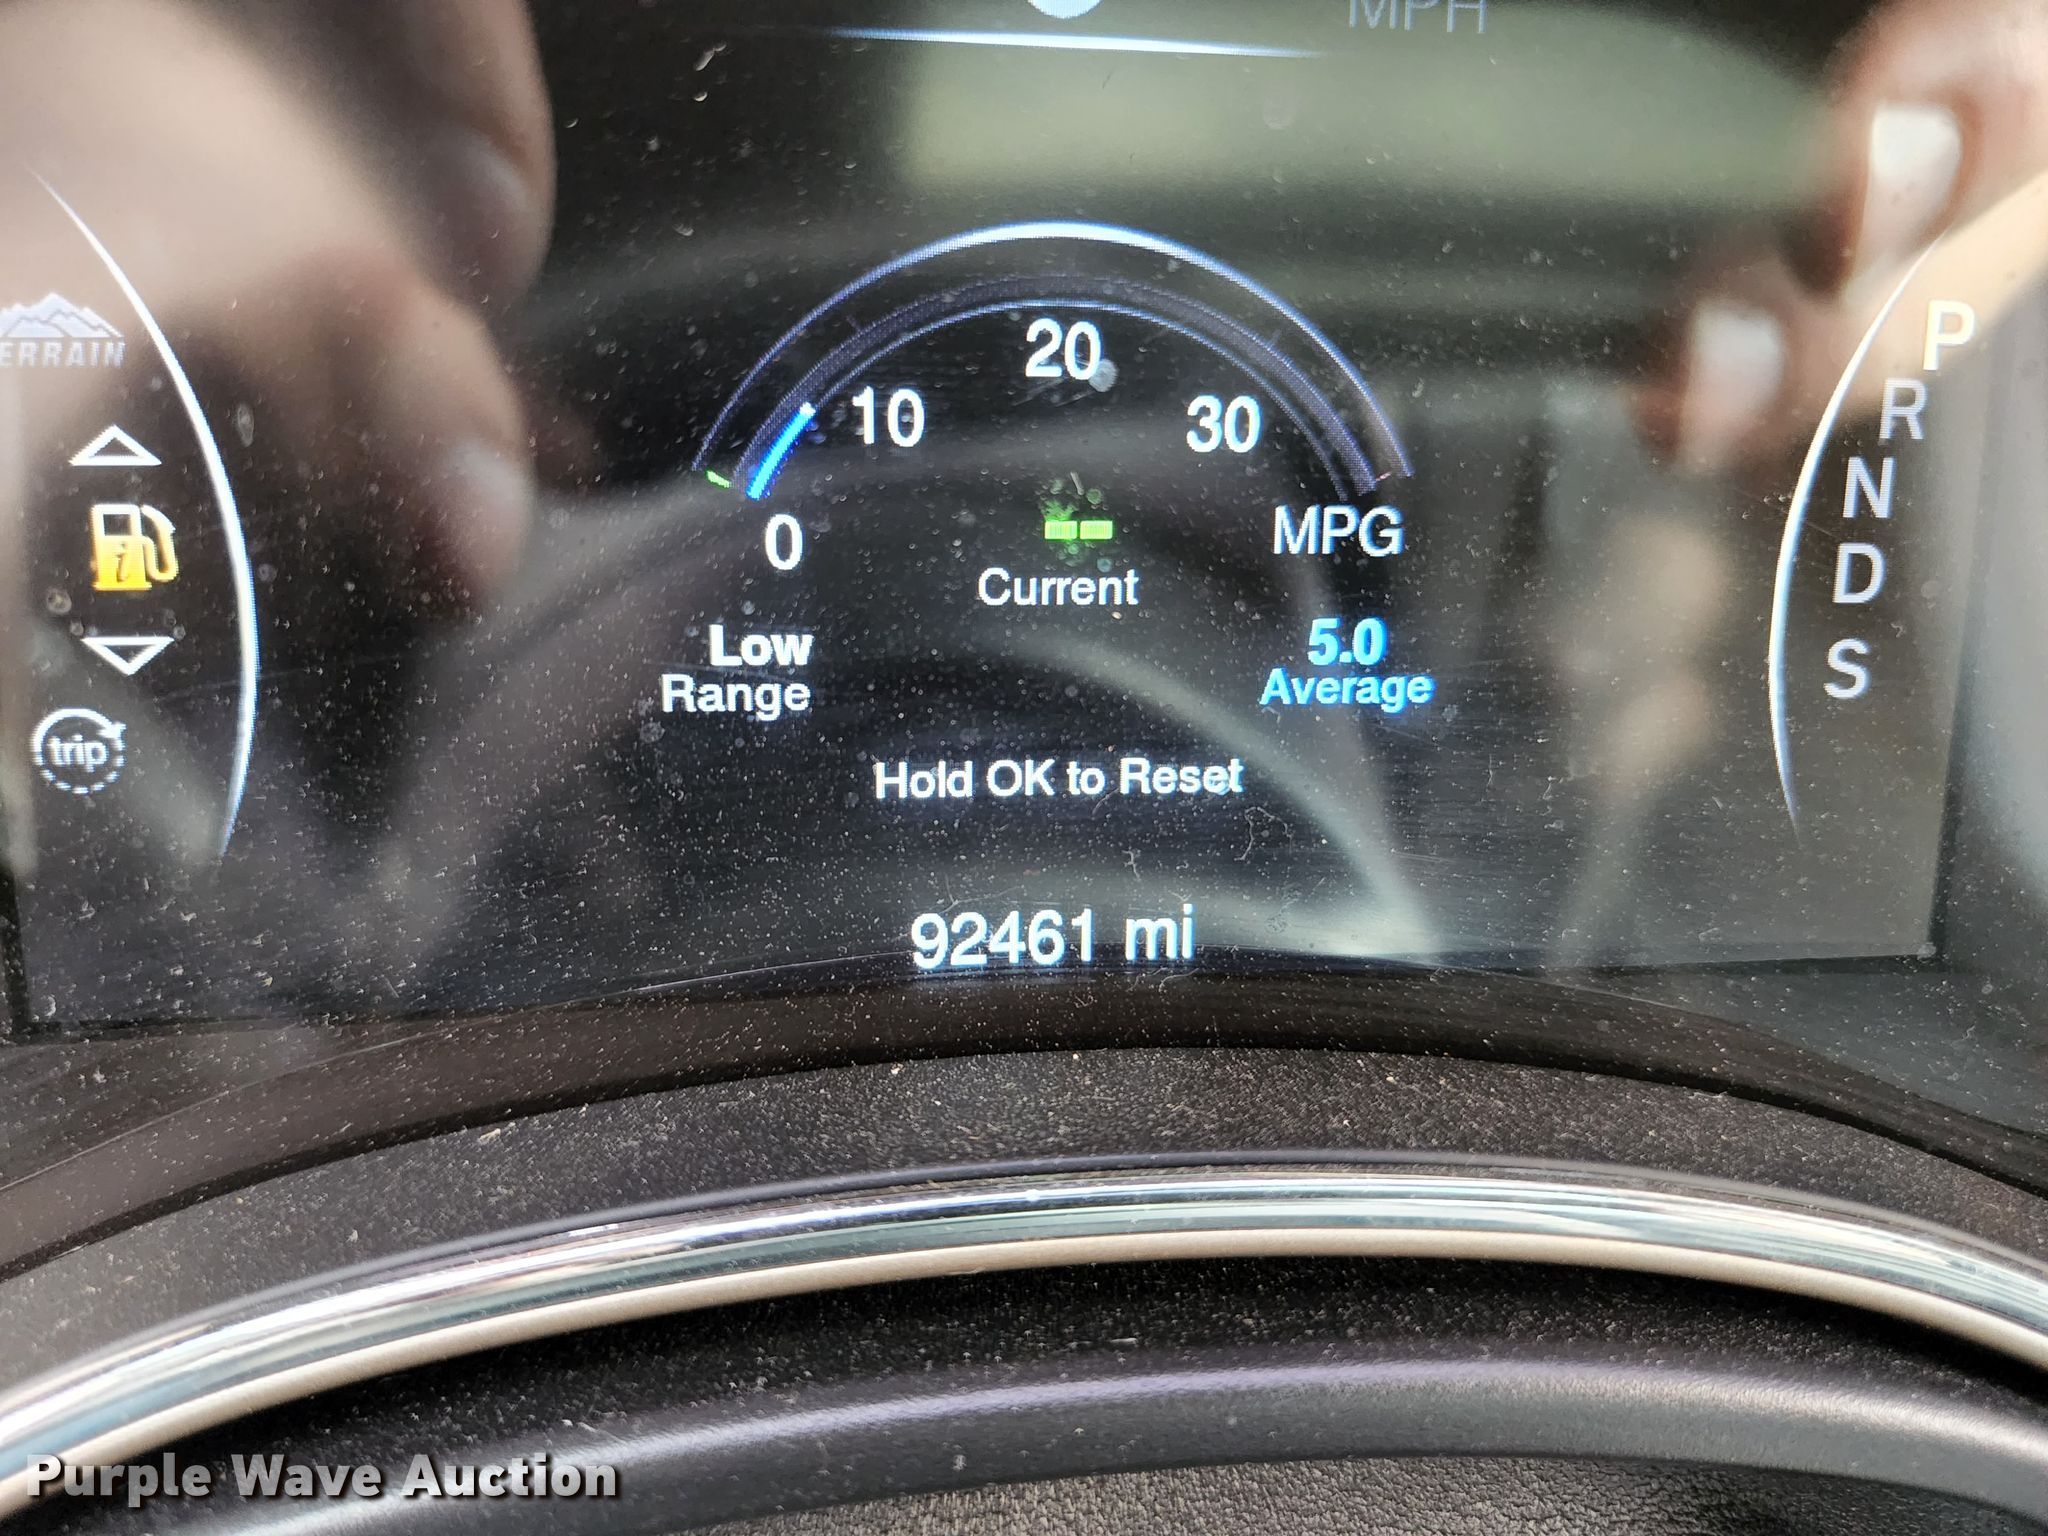 MPH
20
10
30
0
MPG
Current
Low
Range
5.0
Average
Hold OK to Reset
92461 mi
ERRAIN
i
trip
P
R
N
D
S
Purple Wave Auction